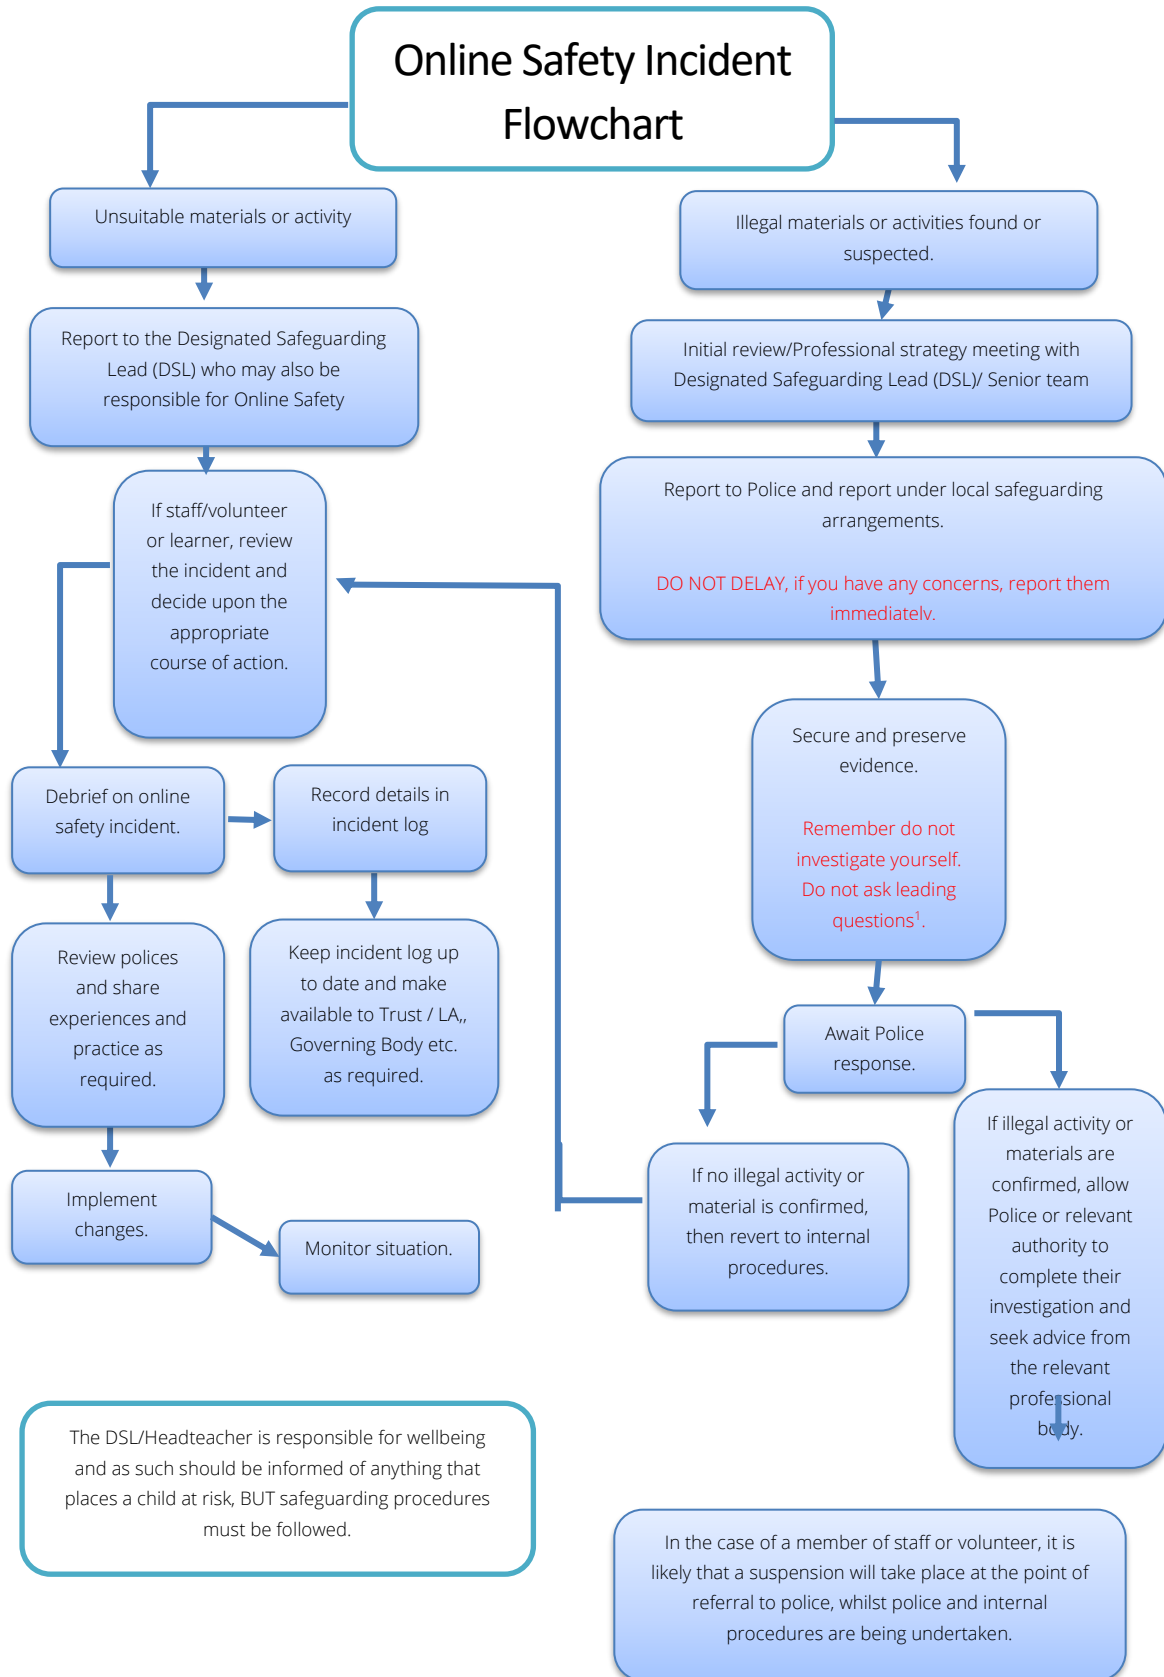 Online Safety Incident
Flowchart
Unsuitable materials or activity
Report to the Designated Safeguarding
Lead (DSL) who may also be
responsible for Online Safety
If staff/volunteer
or learner, review
the incident and
decide upon the
appropriate
course of action.
Debrief on online
safety incident.
Record details in
incident log
Review polices
and share
experiences and
practice as
required.
Keep incident log up
to date and make
available to Trust / LA,,
Governing Body etc.
as required.
Implement
changes.
Monitor situation.
Illegal materials or activities found or
suspected.
Initial review/Professional strategy meeting with
Designated Safeguarding Lead (DSL)/ Senior team
Report to Police and report under local safeguarding
arrangements.
DO NOT DELAY, if you have any concerns, report them
immediately.
Secure and preserve
evidence.
Remember do not
investigate yourself.
Do not ask leading
questions¹.
Await Police
response.
If no illegal activity or
material is confirmed,
then revert to internal
procedures.
If illegal activity or
materials are
confirmed, allow
Police or relevant
authority to
complete their
investigation and
seek advice from
the relevant
professional
body.
The DSL/Headteacher is responsible for wellbeing
and as such should be informed of anything that
places a child at risk, BUT safeguarding procedures
must be followed.
In the case of a member of staff or volunteer, it is
likely that a suspension will take place at the point of
referral to police, whilst police and internal
procedures are being undertaken.